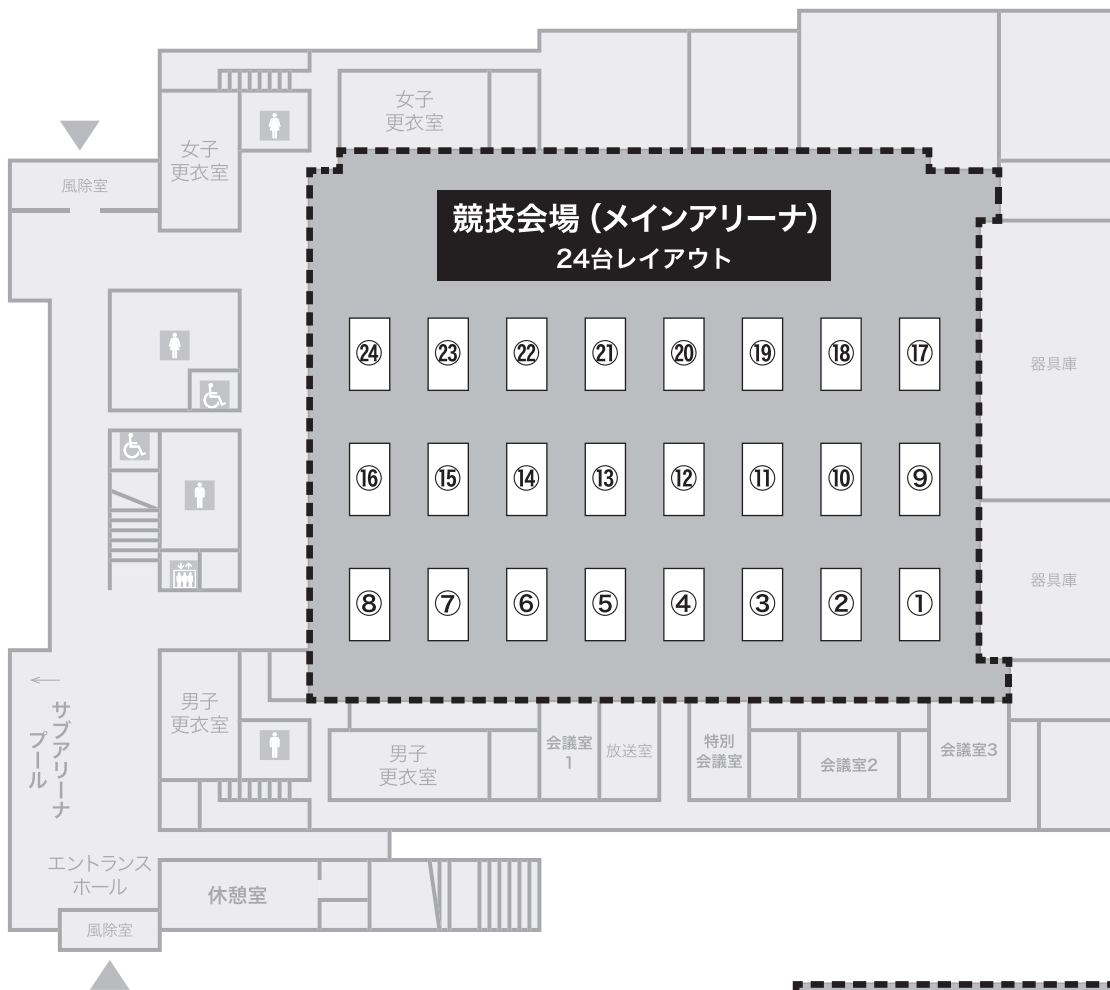 女子
更衣室
女子
更衣室
風除室
競技会場（メインアリーナ）
24台レイアウト
㉔ ㉓ ㉒ ㉑ ⑳ ⑲ ⑱ ⑰
器具庫
⑯ ⑮ ⑭ ⑬ ⑫ ⑪ ⑩ ⑨
⑧ ⑦ ⑥ ⑤ ④ ③ ② ①
器具庫
←
サブアリーナ
プール
男子
更衣室
男子
更衣室
会議室
1
放送室
特別
会議室
会議室2
会議室3
エントランス
ホール
休憩室
風除室